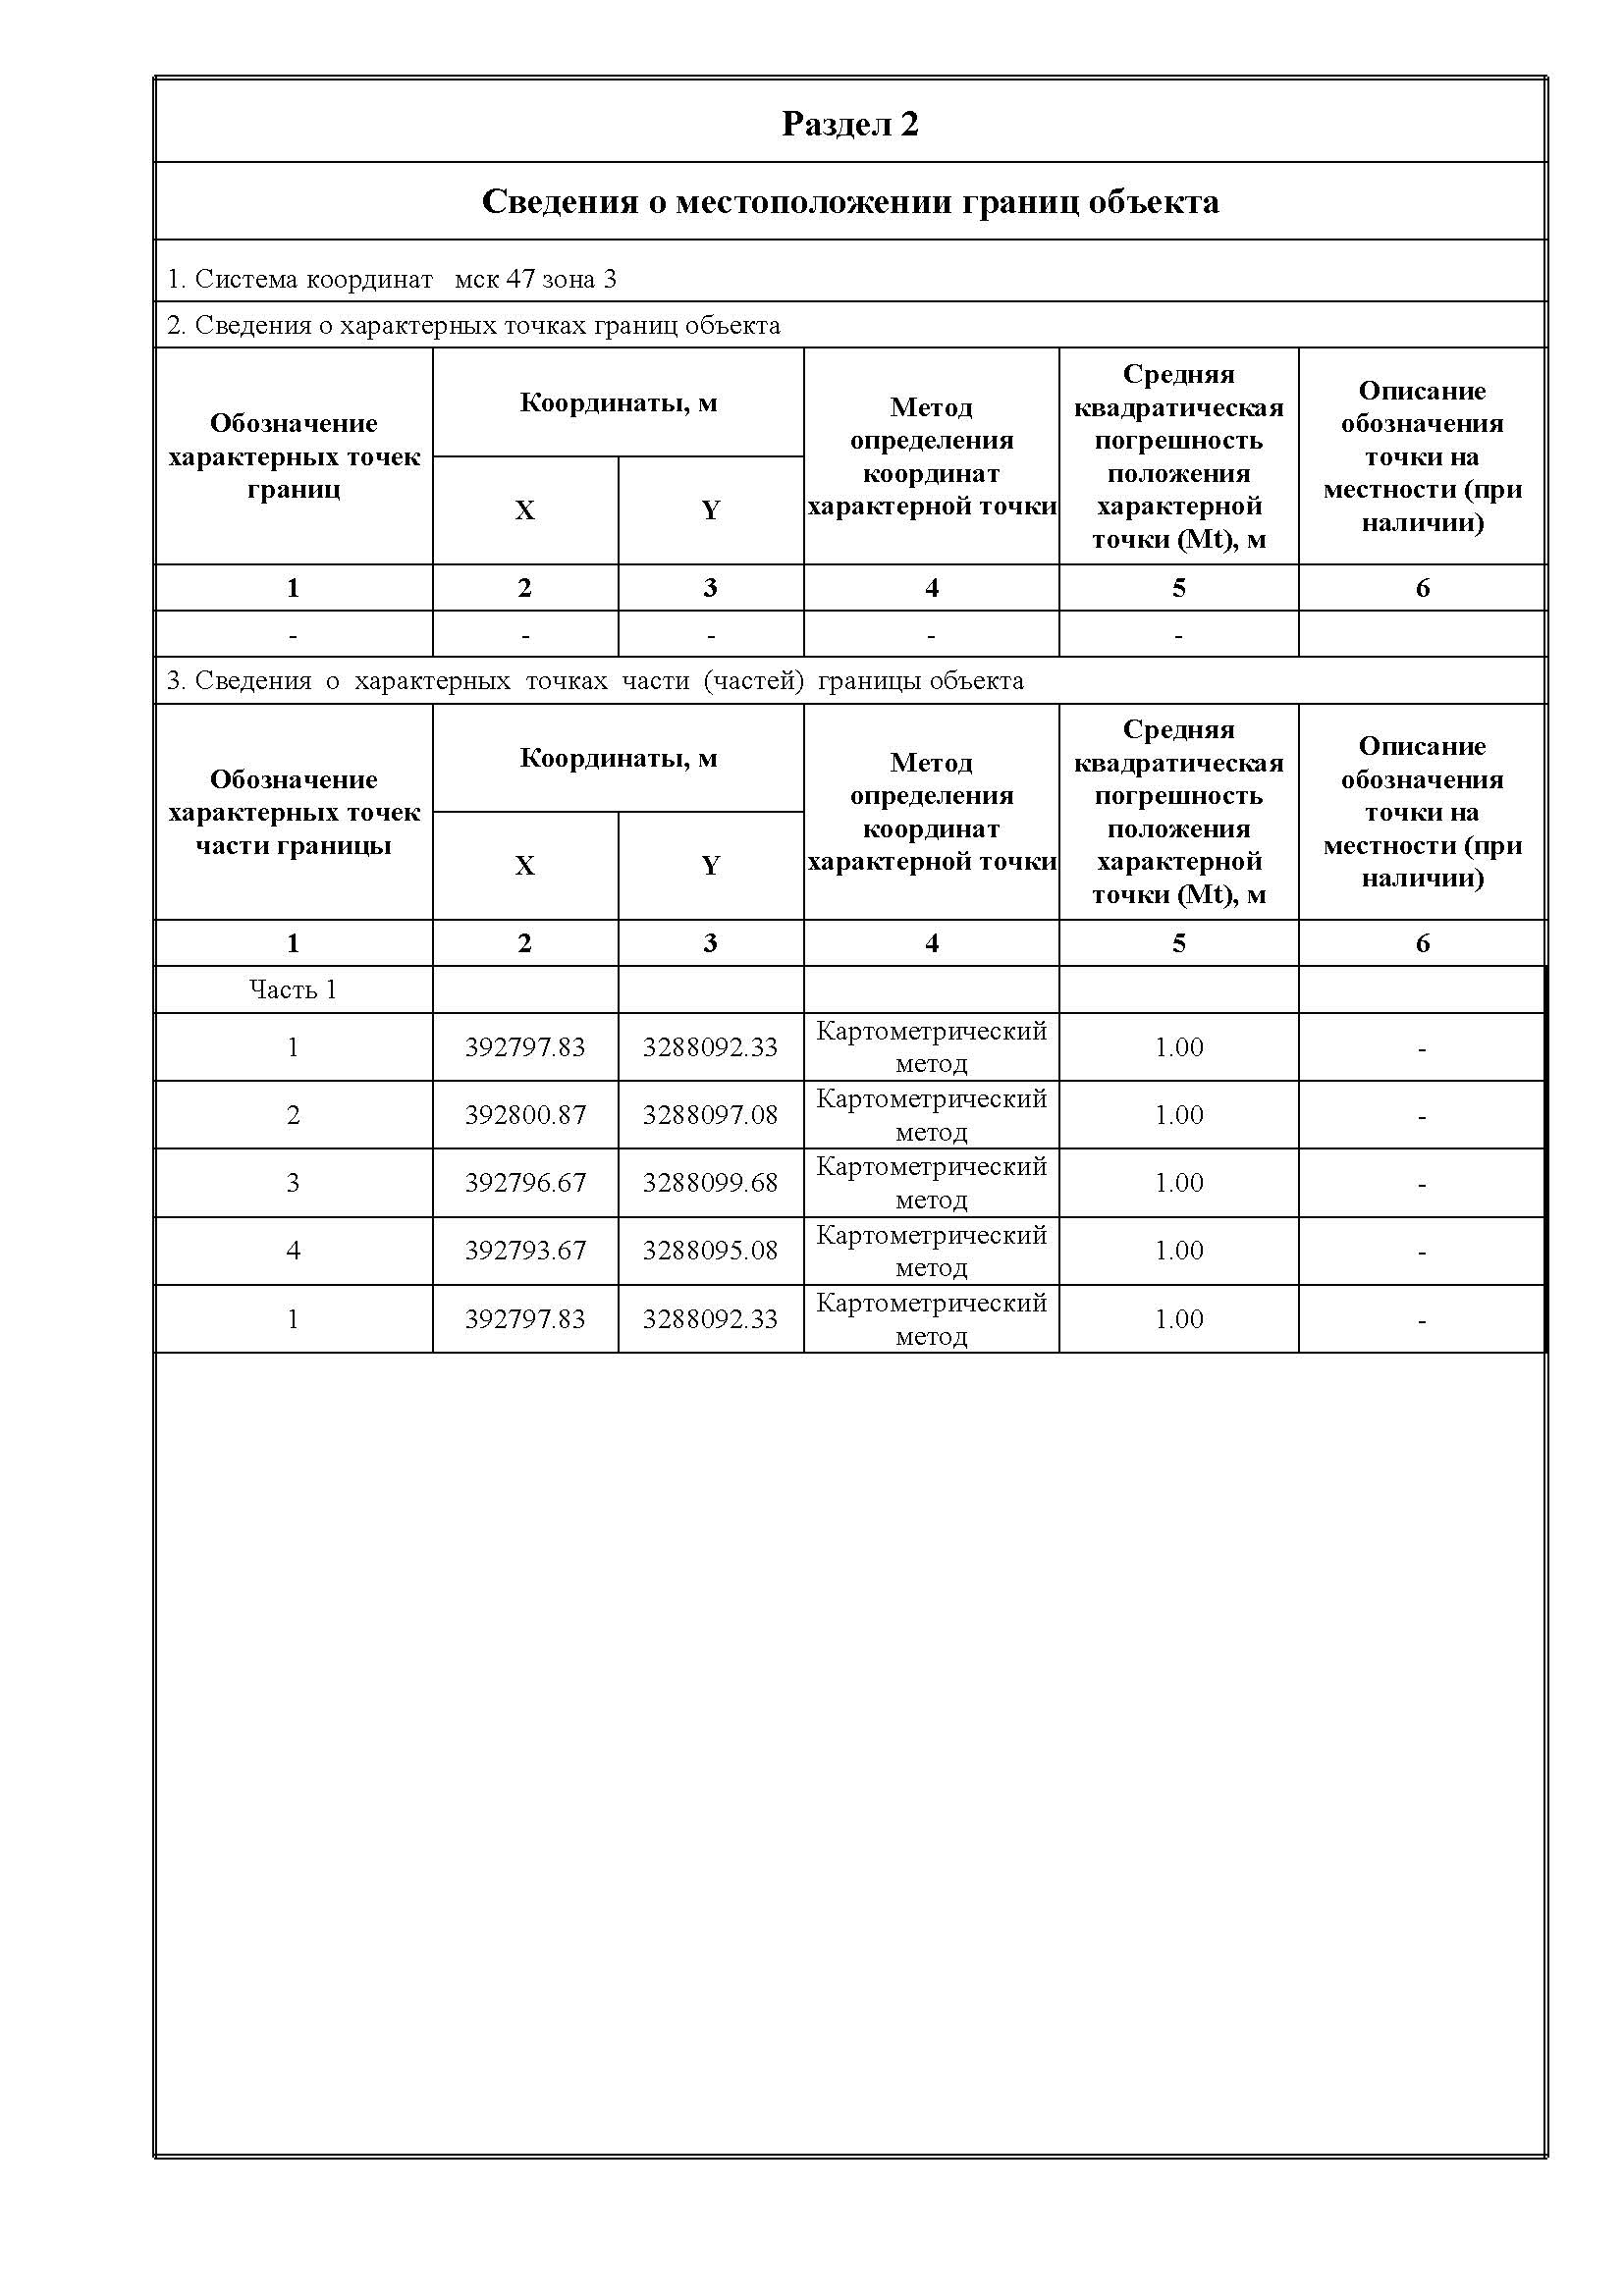 Раздел 2
Сведения о местоположении границ объекта
1. Система координат мск 47 зона 3
2. Сведения о характерных точках границ объекта
Обозначение
характерных точек
границ
Координаты, м
X
Y
Метод
определения
координат
характерной точки
Средняя
квадратическая
погрешность
положения
характерной
точки (Mt), м
Описание
обозначения
точки на
местности (при
наличии)
1 2 3 4 5 6
- - - - -
3. Сведения о характерных точках части (частей) границы объекта
Обозначение
характерных точек
части границы
Координаты, м
X
Y
Метод
определения
координат
характерной точки
Средняя
квадратическая
погрешность
положения
характерной
точки (Mt), м
Описание
обозначения
точки на
местности (при
наличии)
1 2 3 4 5 6
Часть 1
1 392797.83 3288092.33 Картометрический
метод 1.00 -
2 392800.87 3288097.08 Картометрический
метод 1.00 -
3 392796.67 3288099.68 Картометрический
метод 1.00 -
4 392793.67 3288095.08 Картометрический
метод 1.00 -
1 392797.83 3288092.33 Картометрический
метод 1.00 -